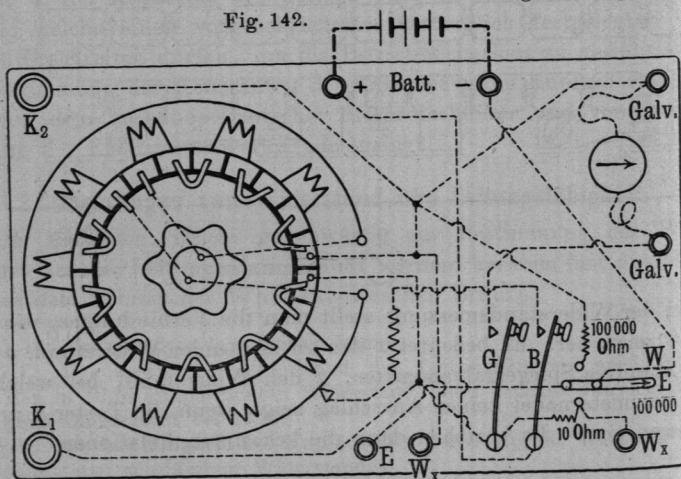 Fig. 142.
+ Batt. −
K2
Galv.
Galv.
G
B
100 000
Ohm
W
E
100 000
10 Ohm
K1
E
Wx
Wx